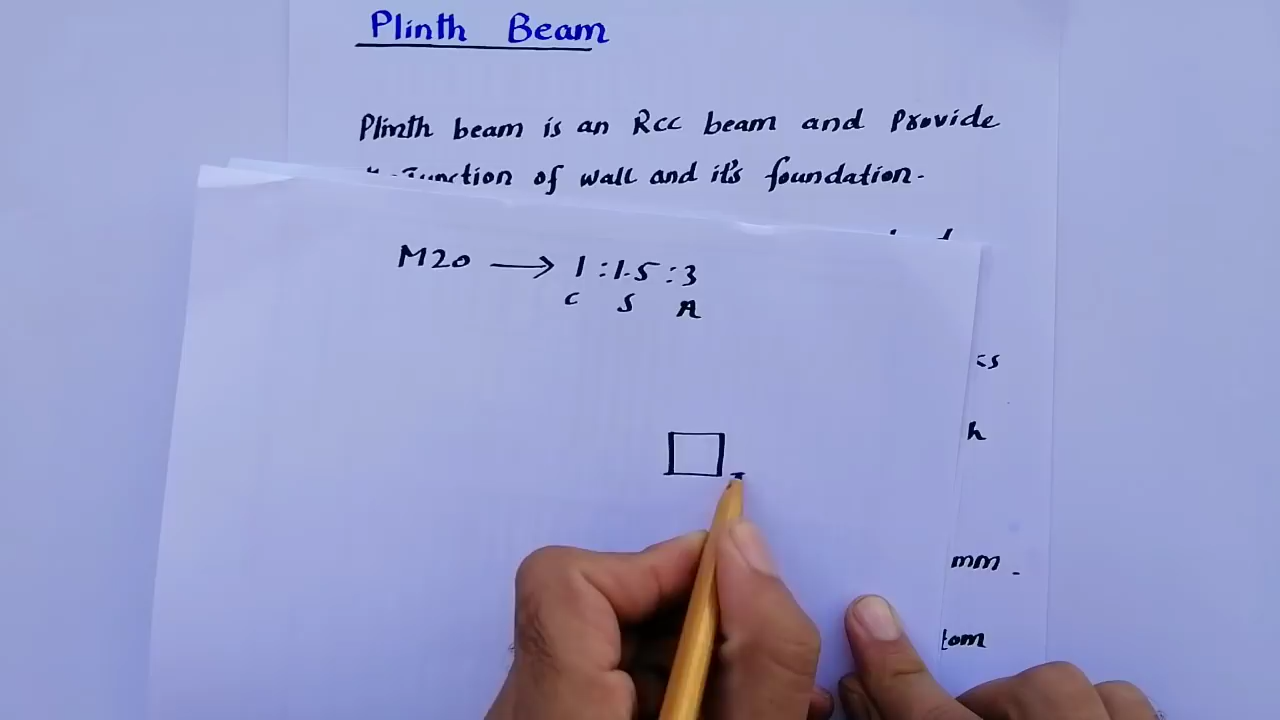 Plinth Beam
Plinth beam is an Rcc beam and Provide
Junction of wall and it's foundation.
M20 → 1 : 1.5 : 3
C S A
h
mm.
tom